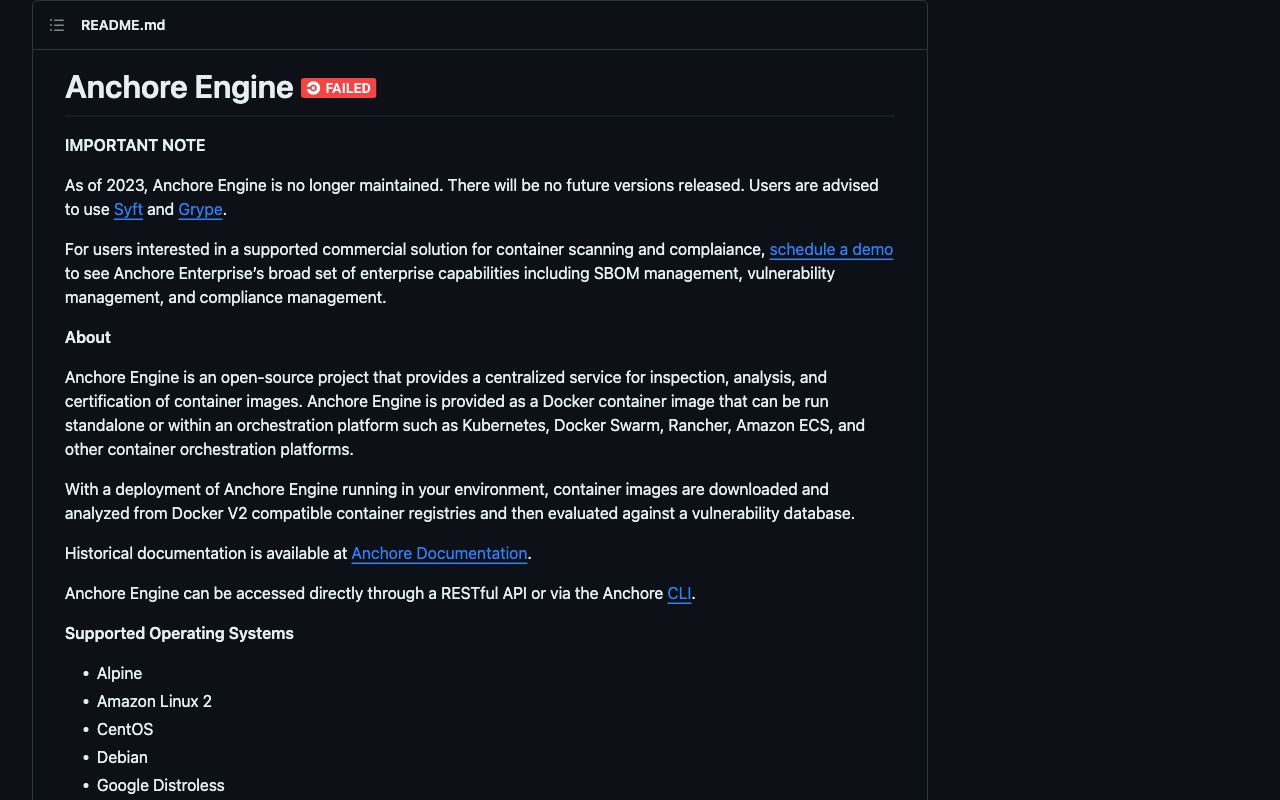 README.md
Anchore Engine FAILED
IMPORTANT NOTE
As of 2023, Anchore Engine is no longer maintained. There will be no future versions released. Users are advised
to use Syft and Grype.
For users interested in a supported commercial solution for container scanning and complaiance, schedule a demo
to see Anchore Enterprise’s broad set of enterprise capabilities including SBOM management, vulnerability
management, and compliance management.
About
Anchore Engine is an open-source project that provides a centralized service for inspection, analysis, and
certification of container images. Anchore Engine is provided as a Docker container image that can be run
standalone or within an orchestration platform such as Kubernetes, Docker Swarm, Rancher, Amazon ECS, and
other container orchestration platforms.
With a deployment of Anchore Engine running in your environment, container images are downloaded and
analyzed from Docker V2 compatible container registries and then evaluated against a vulnerability database.
Historical documentation is available at Anchore Documentation.
Anchore Engine can be accessed directly through a RESTful API or via the Anchore CLI.
Supported Operating Systems
• Alpine
• Amazon Linux 2
• CentOS
• Debian
• Google Distroless